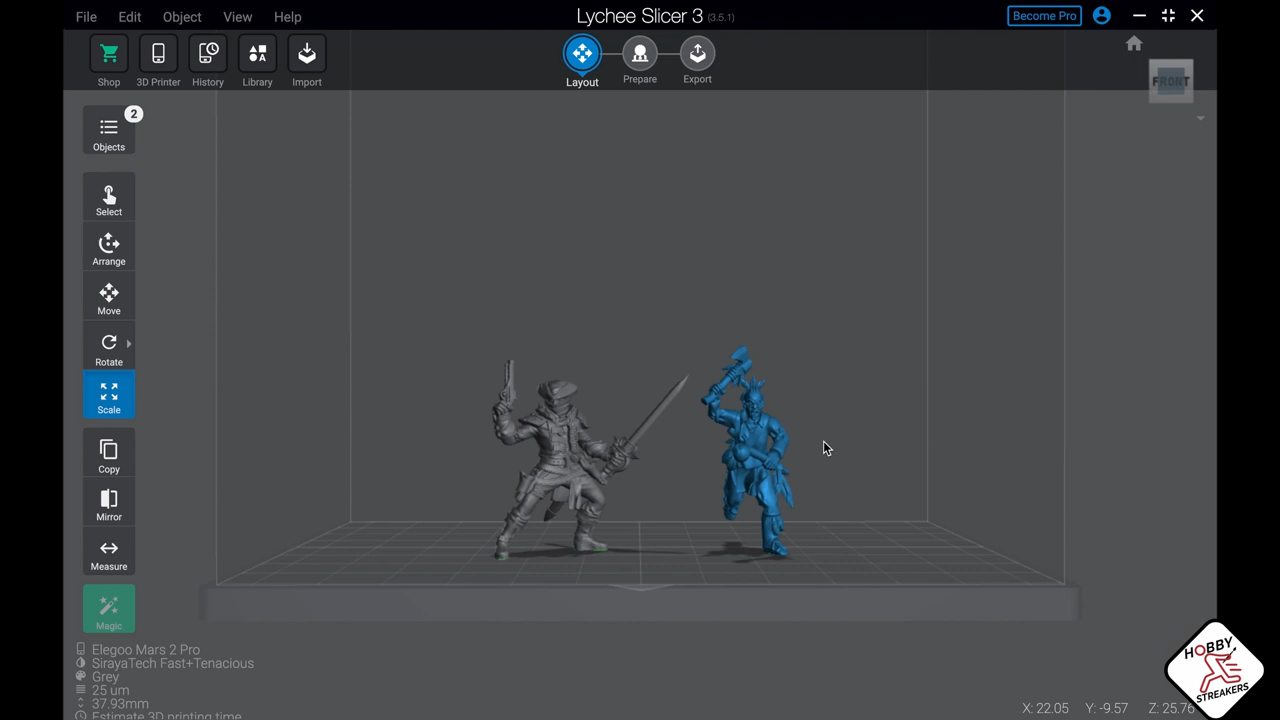 File Edit Object View Help
Lychee Slicer 3 (3.5.1)
Become Pro
Shop 3D Printer History Library Import
Layout Prepare Export
FRONT
2
Objects
Select
Arrange
Move
Rotate
Scale
Copy
Mirror
Measure
Magic
Elegoo Mars 2 Pro
SirayaTech Fast+Tenacious
Grey
25 um
37.93mm
Estimate 3D printing time
X: 22.05 Y: -9.57 Z: 25.76
HOBBY
STREAKERS